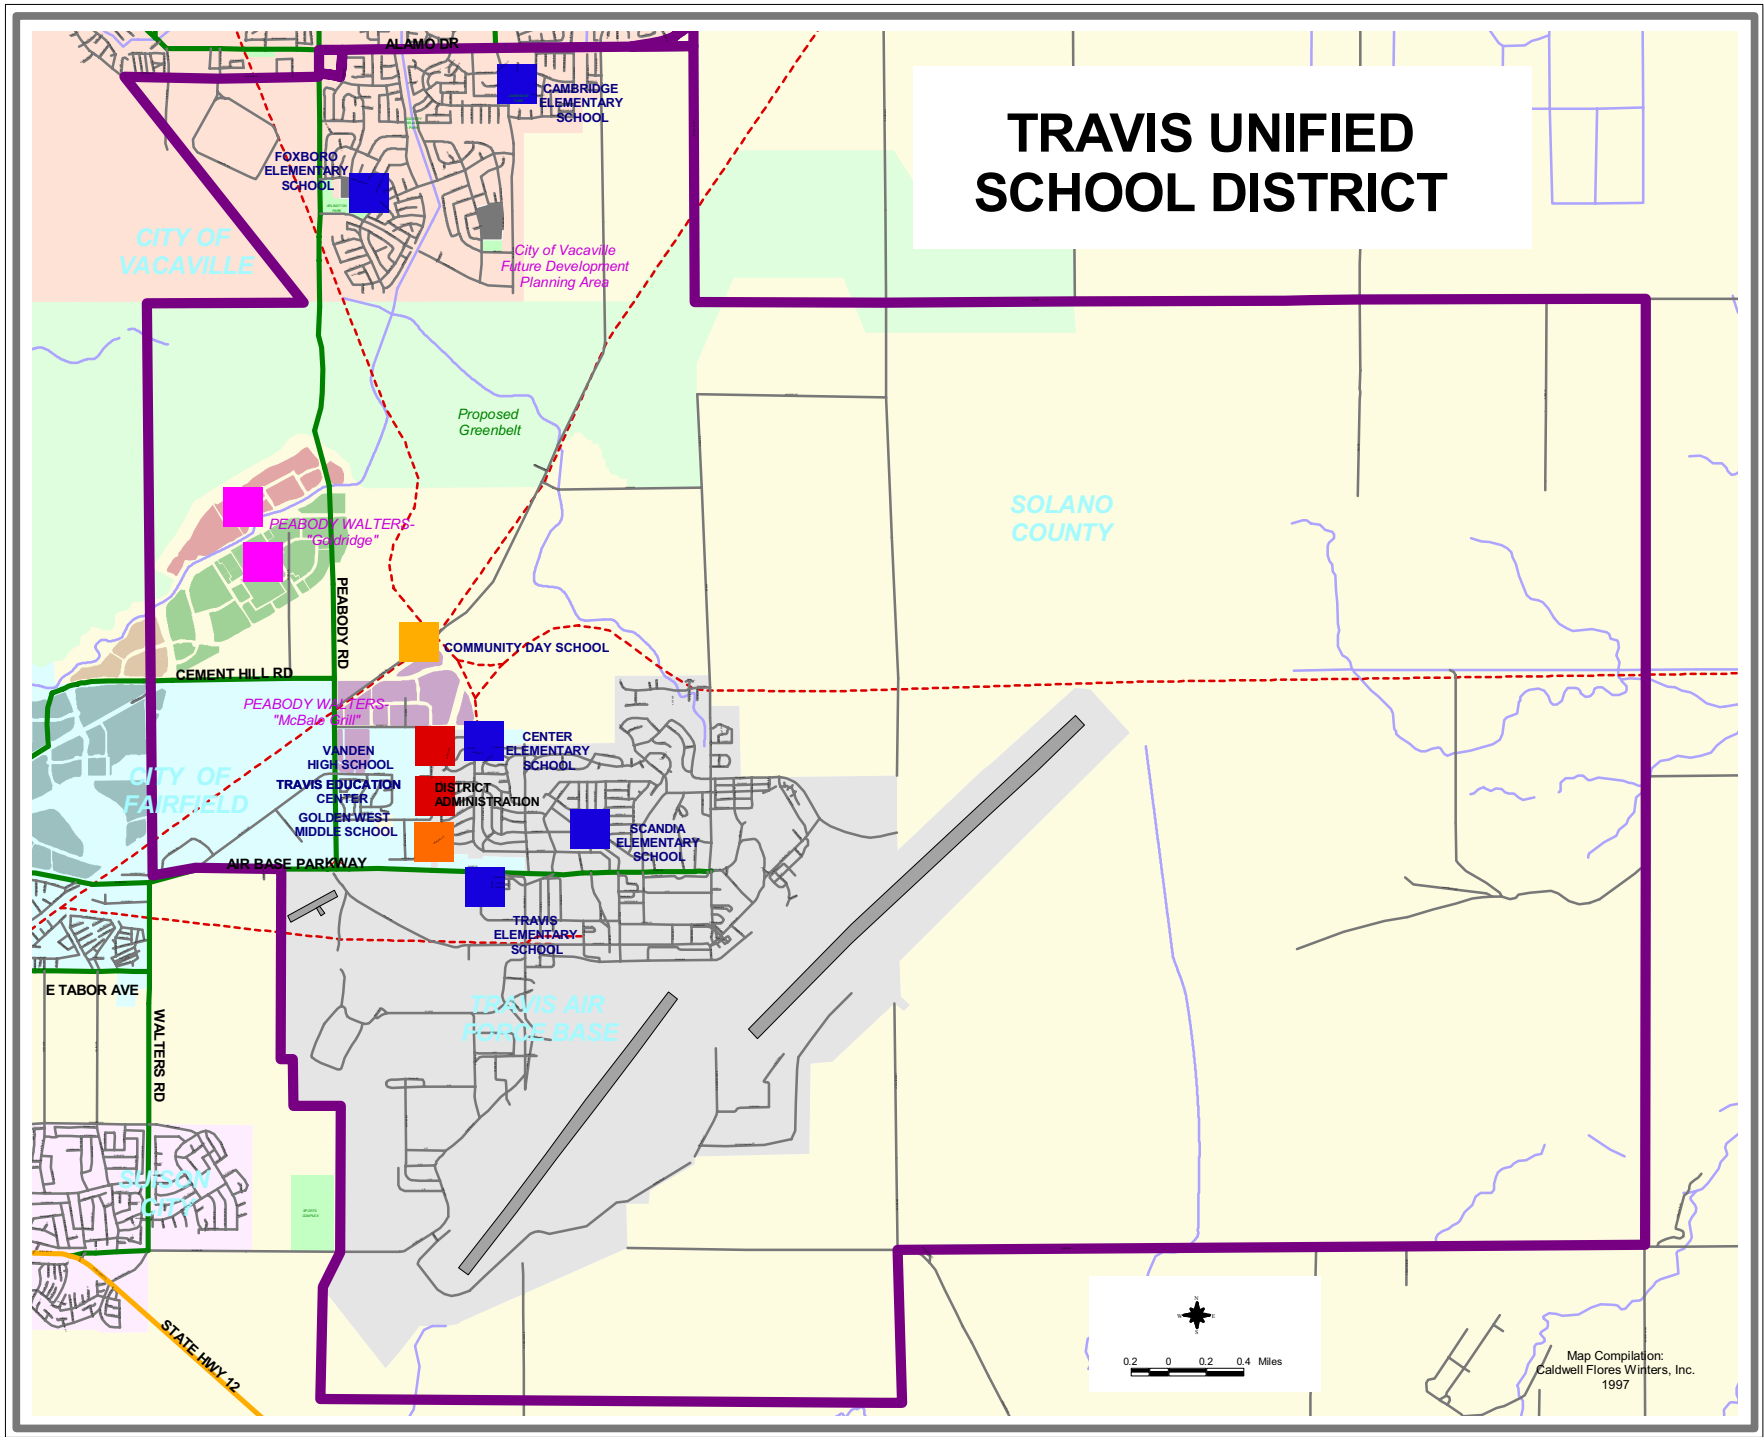 ALAMO DR
TRAVIS UNIFIED
SCHOOL DISTRICT
CAMBRIDGE
ELEMENTARY
SCHOOL
FOXBORO
ELEMENTARY
SCHOOL
CITY OF
VACAVILLE
City of Vacaville
Future Development
Planning Area
Proposed
Greenbelt
SOLANO
COUNTY
PEABODY WALTERS-
"Goldridge"
PEABODY RD
COMMUNITY DAY SCHOOL
CEMENT HILL RD
PEABODY WALTERS-
"McBale Grill"
VANDEN
HIGH SCHOOL
CENTER
ELEMENTARY
SCHOOL
CITY OF
FAIRFIELD
TRAVIS EDUCATION
CENTER
DISTRICT
ADMINISTRATION
GOLDEN WEST
MIDDLE SCHOOL
SCANDIA
ELEMENTARY
SCHOOL
AIR BASE PARKWAY
TRAVIS
ELEMENTARY
SCHOOL
E TABOR AVE
TRAVIS AIR
FORCE BASE
WALTERS RD
SUISON
CITY
SPORTS
COMPLEX
STATE HWY 12
N
W E
S
0.2 0 0.2 0.4 Miles
Map Compilation:
Caldwell Flores Winters, Inc.
1997